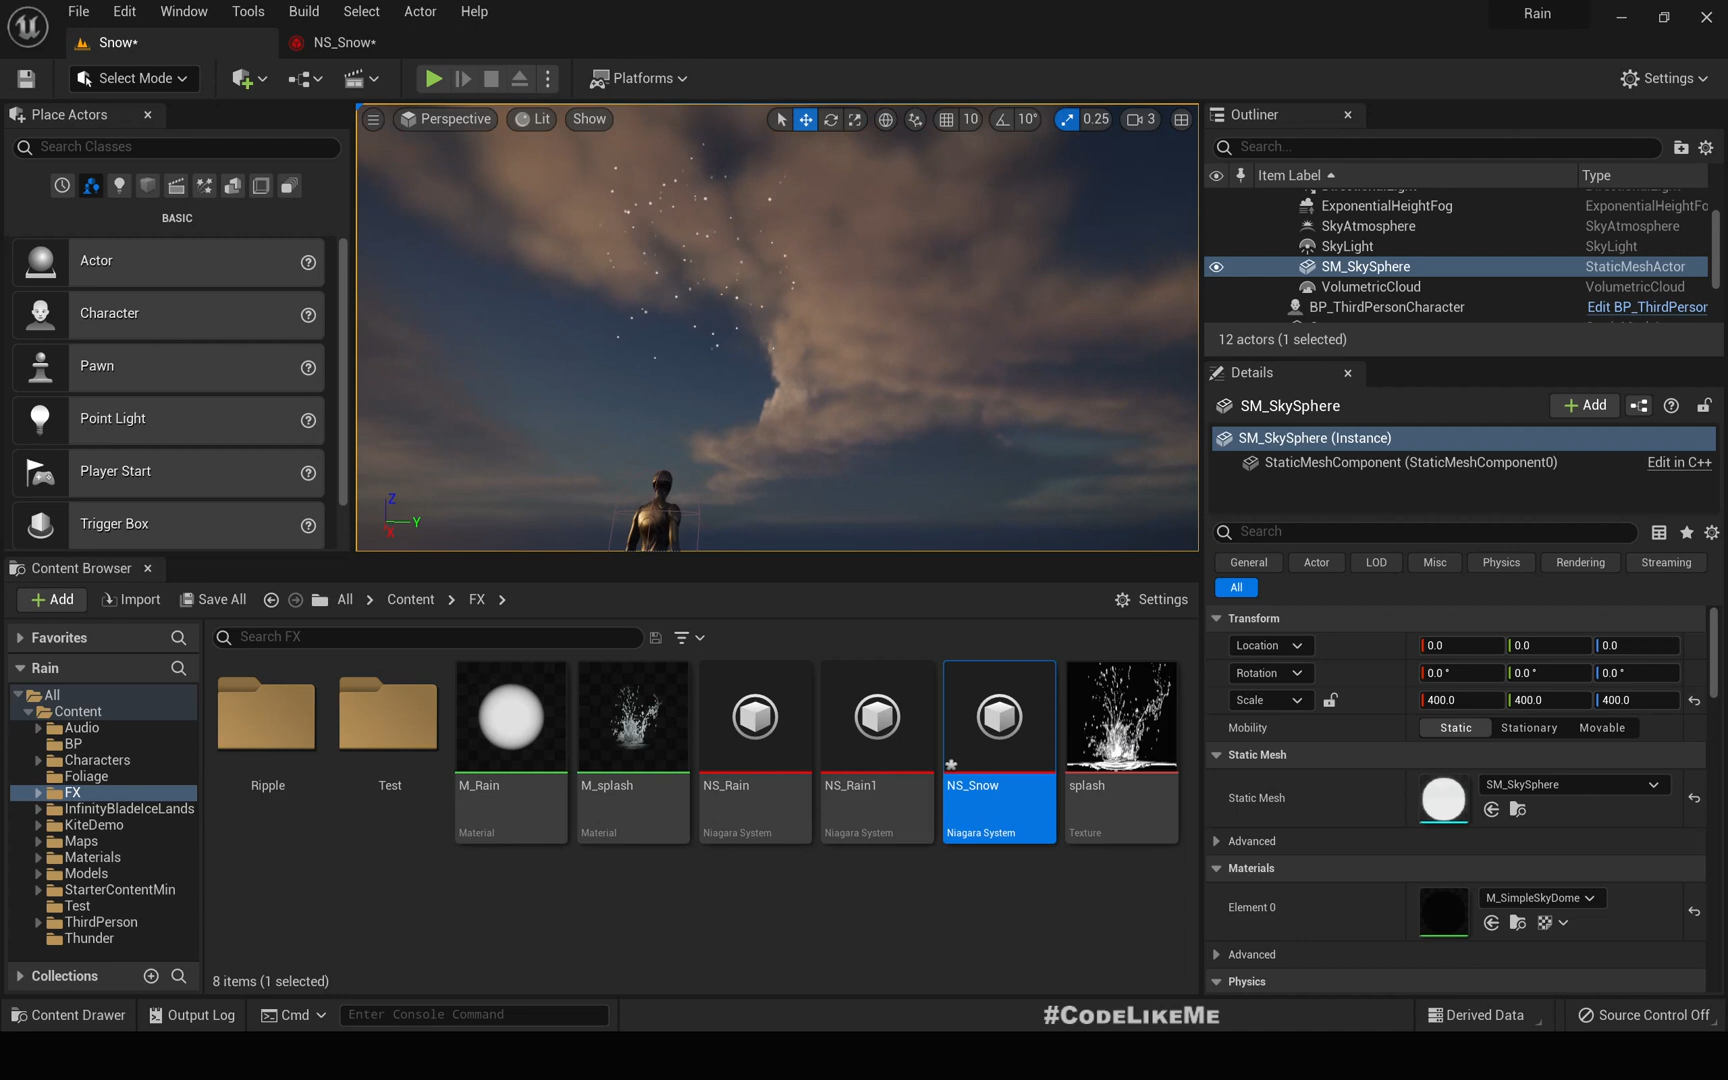 File Edit Window Tools Build Select Actor Help
Rain
Snow*
NS_Snow*
Select Mode
Platforms
Settings
Place Actors
Search Classes
BASIC
Actor
Character
Pawn
Point Light
Player Start
Trigger Box
Perspective
Lit
Show
10
10°
0.25
3
Z
Y
X
Outliner
Search...
Item Label
Type
ExponentialHeightFog ExponentialHeightFo
SkyAtmosphere SkyAtmosphere
SkyLight SkyLight
SM_SkySphere StaticMeshActor
VolumetricCloud VolumetricCloud
BP_ThirdPersonCharacter Edit BP_ThirdPerson
12 actors (1 selected)
Details
SM_SkySphere
Add
SM_SkySphere (Instance)
StaticMeshComponent (StaticMeshComponent0) Edit in C++
Search
General Actor LOD Misc Physics Rendering Streaming
All
Transform
Location 0.0 0.0 0.0
Rotation 0.0 ° 0.0 ° 0.0 °
Scale 400.0 400.0 400.0
Mobility Static Stationary Movable
Static Mesh
Static Mesh SM_SkySphere
Advanced
Materials
Element 0 M_SimpleSkyDome
Advanced
Physics
Content Browser
Add Import Save All All Content FX Settings
Favorites
Rain
All
Content
Audio
BP
Characters
Foliage
FX
InfinityBladeIceLands
KiteDemo
Maps
Materials
Models
StarterContentMin
Test
ThirdPerson
Thunder
Collections
Search FX
Ripple
Test
M_Rain
Material
M_splash
Material
NS_Rain
Niagara System
NS_Rain1
Niagara System
NS_Snow
Niagara System
splash
Texture
8 items (1 selected)
Content Drawer
Output Log
Cmd
Enter Console Command
#CodeLikeMe
Derived Data
Source Control Off